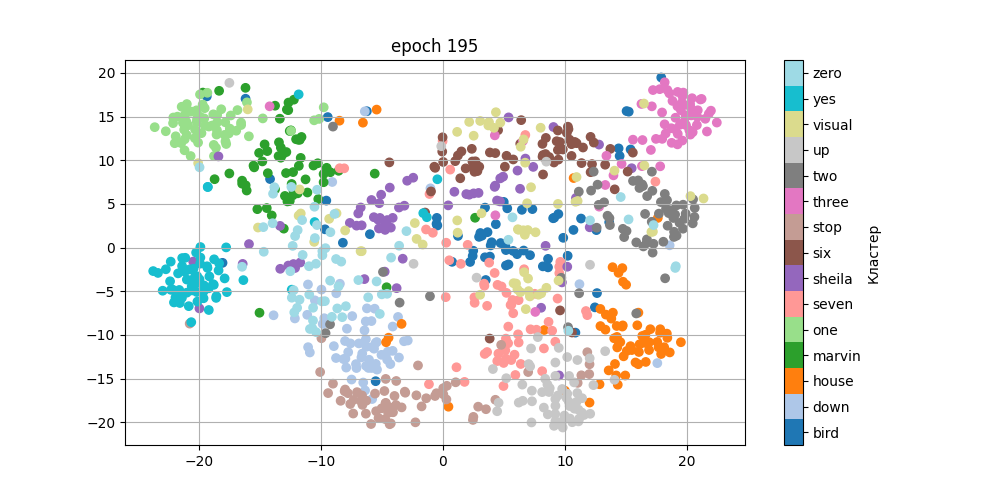 epoch 195
20
15
10
5
0
−5
−10
−15
−20
−20
−10
0
10
20
zero
yes
visual
up
two
three
stop
six
sheila
seven
one
marvin
house
down
bird
Кластер